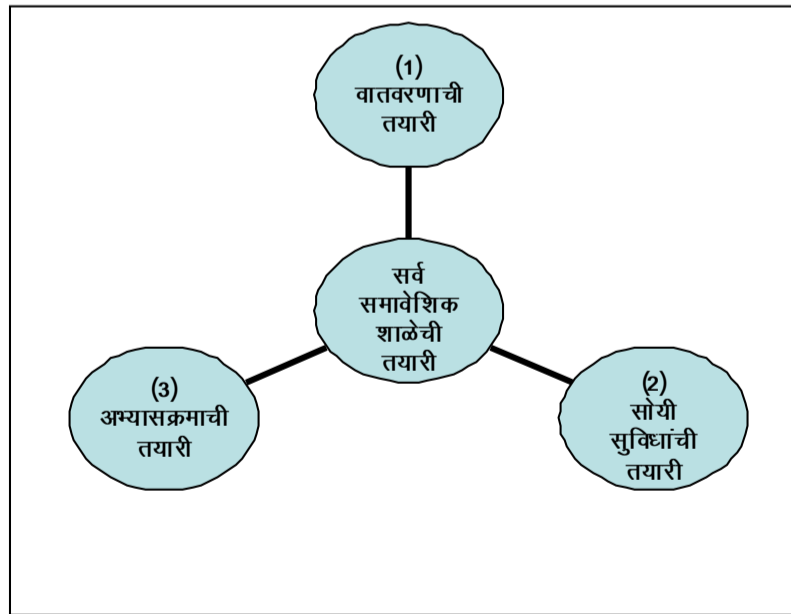 (1)
वातवरणाची
तयारी
सर्व
समावेशिक
शाळेची
तयारी
(2)
सोयी
सुविधांची
तयारी
(3)
अभ्यासक्रमाची
तयारी